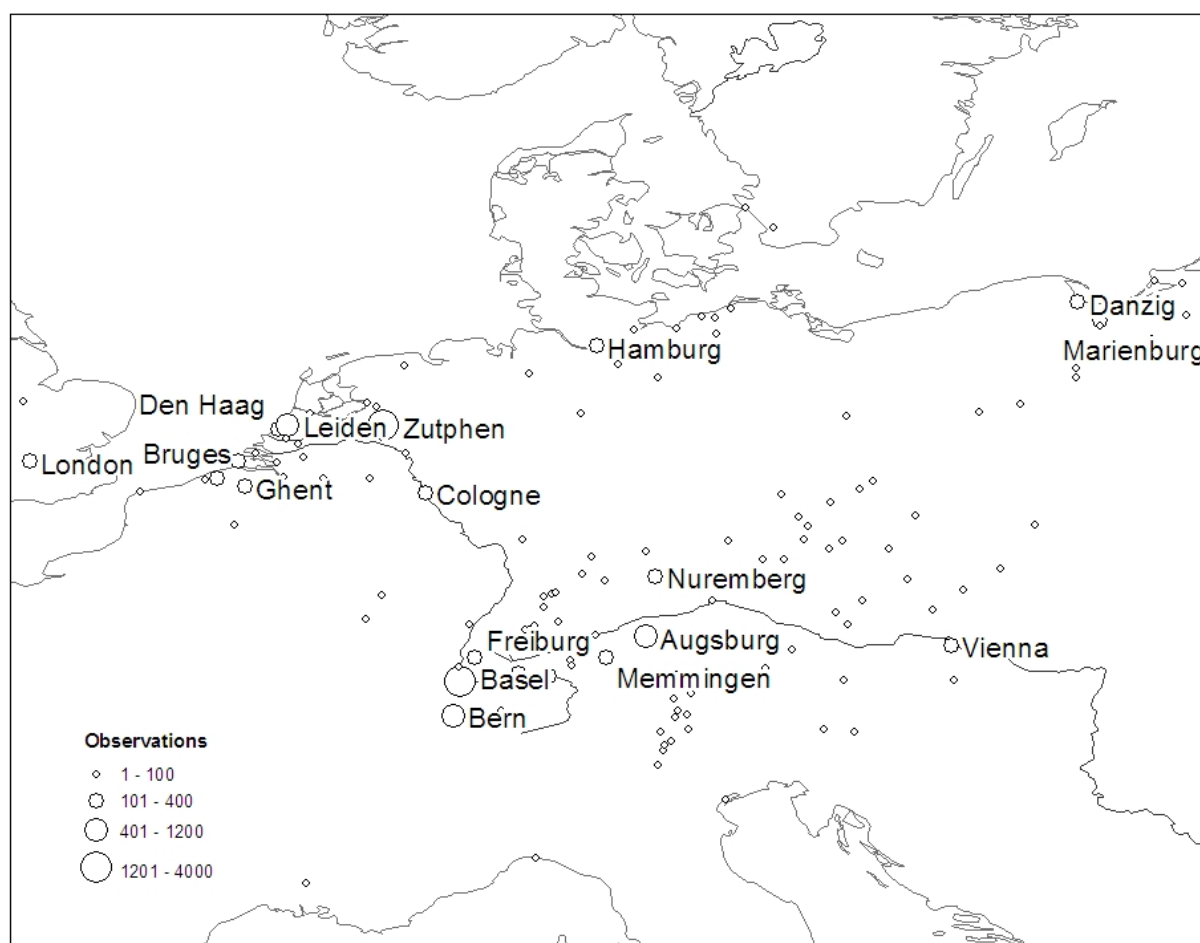 Danzig
Hamburg
Marienburg
Den Haag
Leiden
Zutphen
Bruges
London
Ghent
Cologne
Nuremberg
Freiburg
Augsburg
Vienna
Basel
Memmingen
Bern
Observations
1 - 100
101 - 400
401 - 1200
1201 - 4000